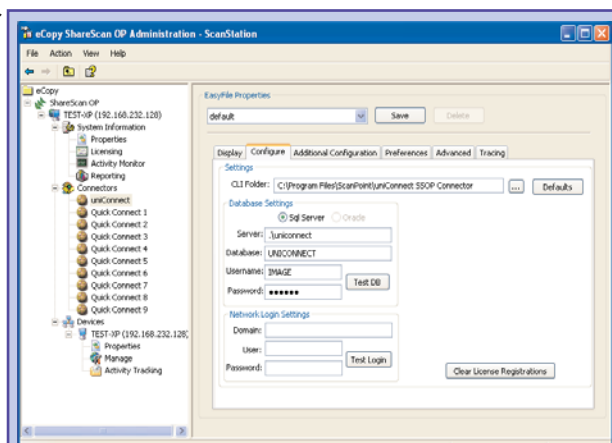 eCopy ShareScan OP Administration - ScanStation
File Action View Help
eCopy
ShareScan OP
TEST-XP (192.168.232.128)
System Information
Properties
Licensing
Activity Monitor
Reporting
Connectors
uniConnect
Quick Connect 1
Quick Connect 2
Quick Connect 3
Quick Connect 4
Quick Connect 5
Quick Connect 6
Quick Connect 7
Quick Connect 8
Quick Connect 9
Devices
TEST-XP (192.168.232.128)
Properties
Manage
Activity Tracking
EasyFile Properties
default Save Delete
Display Configure Additional Configuration Preferences Advanced Tracing
Settings
CLI Folder: C:\Program Files\ScanPoint\uniConnect SSOP Connector ... Defaults
Database Settings
Sql Server Oracle
Server: .\uniconnect
Database: UNICONNECT
Username: IMAGE
Test DB
Password: ●●●●●●
Network Login Settings
Domain:
User:
Test Login
Password:
Clear License Registrations